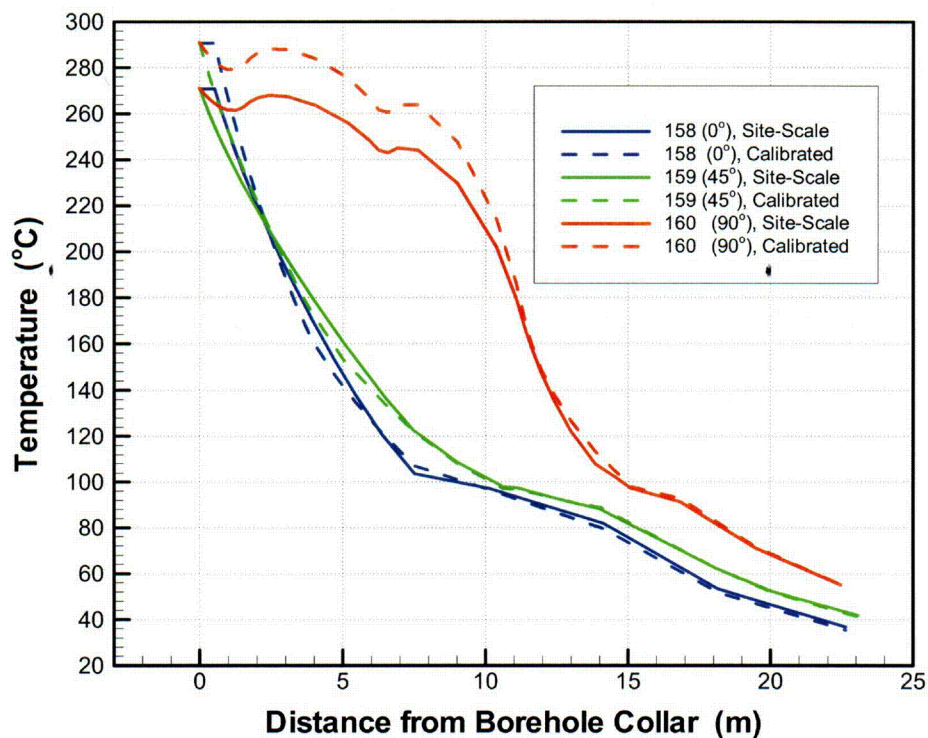 300
280
260
240
220
200
180
160
140
120
100
80
60
40
20
Temperature (°C)
158 (0°), Site-Scale
158 (0°), Calibrated
159 (45°), Site-Scale
159 (45°), Calibrated
160 (90°), Site-Scale
160 (90°), Calibrated
0 5 10 15 20 25
Distance from Borehole Collar (m)